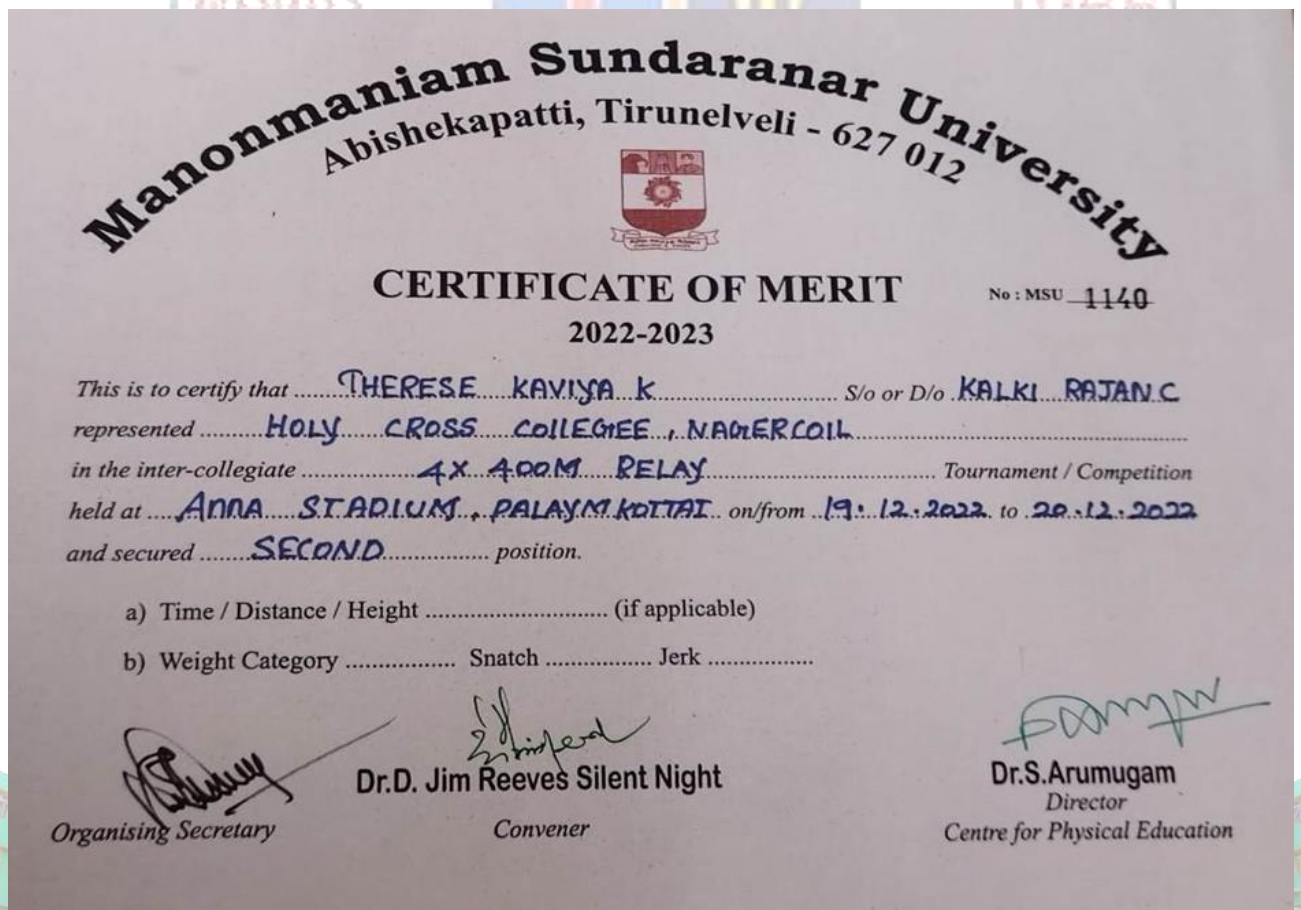 Manonmaniam Sundaranar University
Abishekapatti, Tirunelveli - 627 012
CERTIFICATE OF MERIT
No : MSU 1140
2022-2023
This is to certify that ......THERESE KAVIYA K...... S/o or D/o .KALKI RAJAN.C
represented ..........HOLY CROSS COllEGEE , NAGERCOIL..........
in the inter-collegiate ..........4X 400M RELAY.......... Tournament / Competition
held at ....ANNA STADIUM, PALAYMKOTTAI.. on/from ..19.12.2022. to .20.12.2022
and secured ........SECOND................ position.
a) Time / Distance / Height ............................ (if applicable)
b) Weight Category ................. Snatch ................ Jerk ................
Dr.D. Jim Reeves Silent Night
Dr.S.Arumugam
Director
Organising Secretary
Convener
Centre for Physical Education